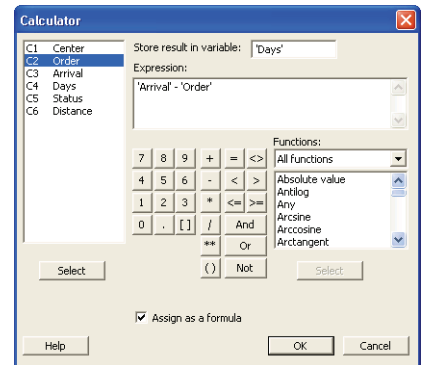 Calculator
C1 Center
C2 Order
C3 Arrival
C4 Days
C5 Status
C6 Distance
Select
Store result in variable: 'Days'
Expression:
'Arrival' - 'Order'
7 8 9 + = <>
4 5 6 - < >
1 2 3 * <= >=
0 . [ ] / And
** Or
( ) Not
Functions:
All functions
Absolute value
Antilog
Any
Arcsine
Arccosine
Arctangent
Select
Assign as a formula
Help OK Cancel